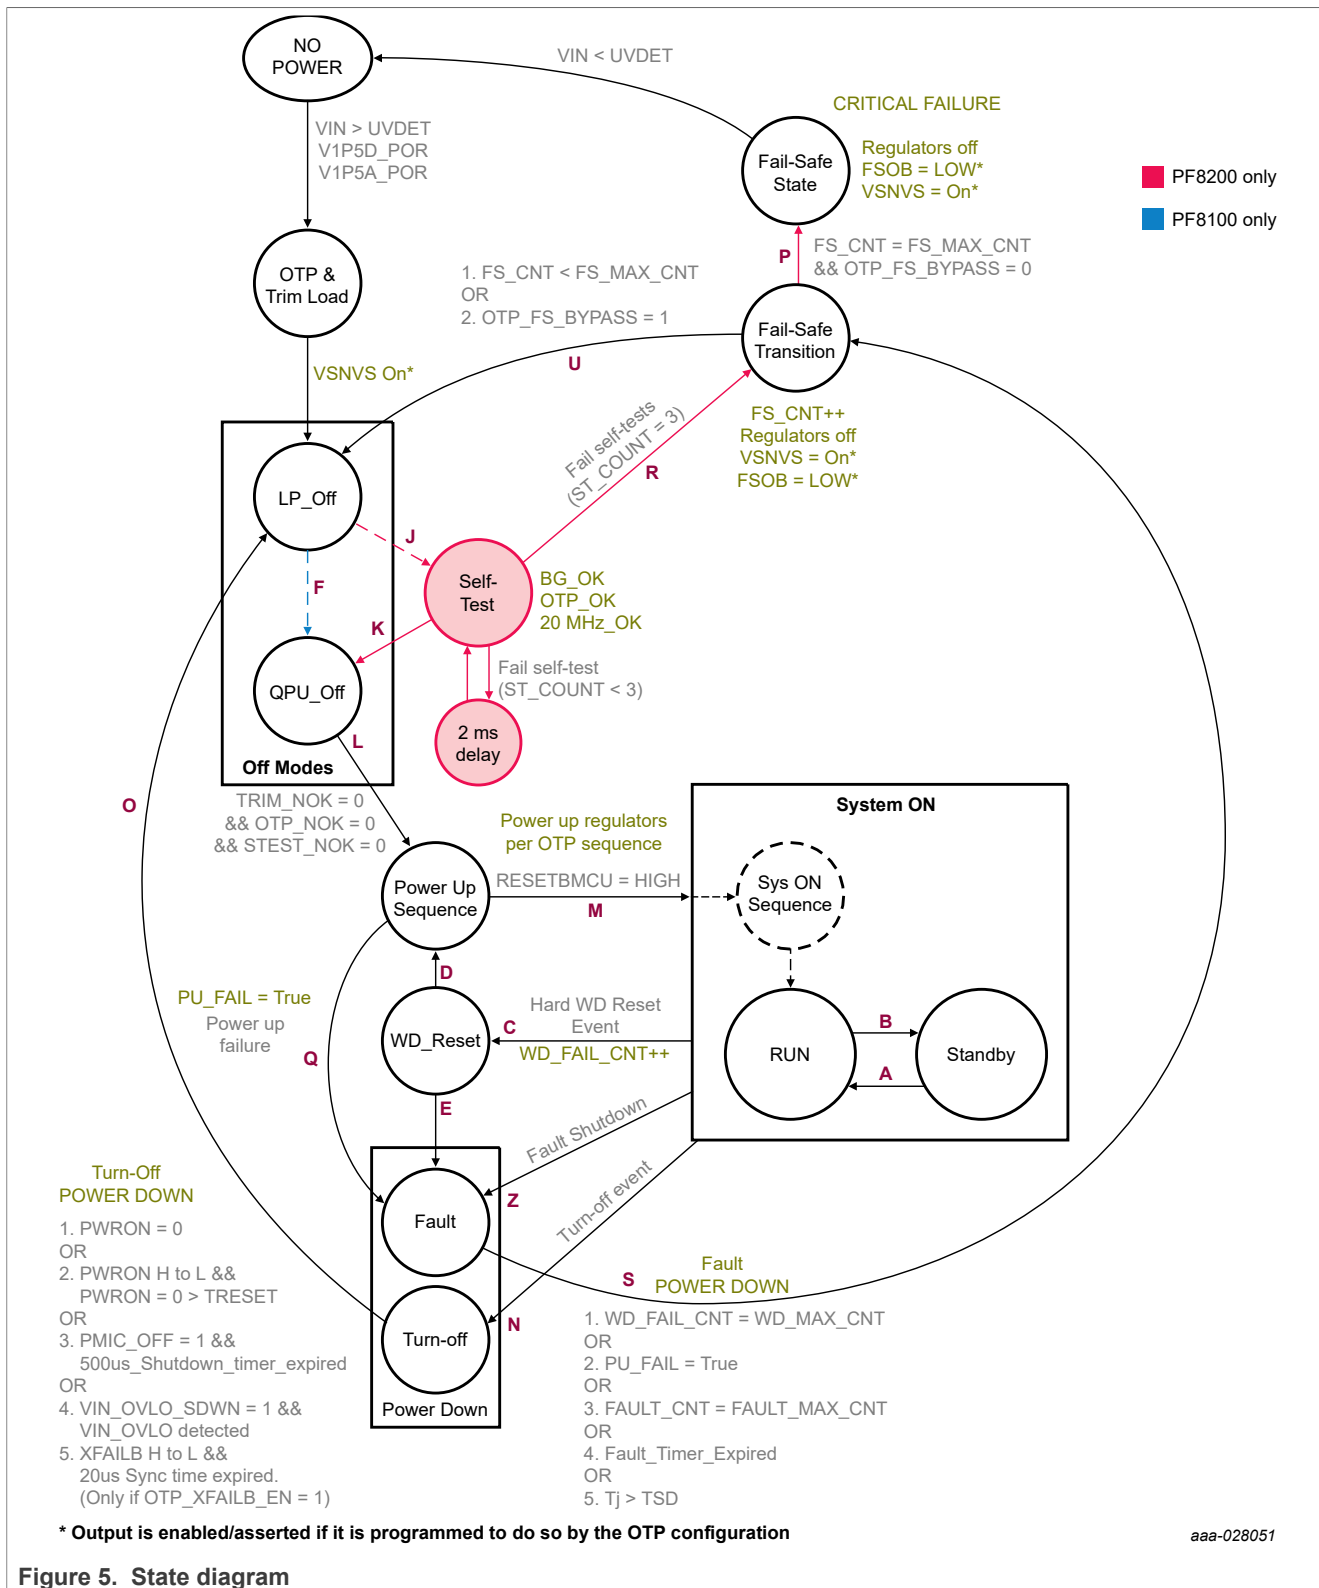 NO
POWER
VIN < UVDET
CRITICAL FAILURE
VIN > UVDET
V1P5D_POR
V1P5A_POR
Fail-Safe
State
Regulators off
FSOB = LOW*
VSNVS = On*
PF8200 only
PF8100 only
P
FS_CNT = FS_MAX_CNT
&& OTP_FS_BYPASS = 0
OTP &
Trim Load
1. FS_CNT < FS_MAX_CNT
OR
2. OTP_FS_BYPASS = 1
Fail-Safe
Transition
U
VSNVS On*
FS_CNT++
Regulators off
VSNVS = On*
FSOB = LOW*
Fail self-tests
(ST_COUNT = 3)
R
LP_Off
J
F
Self-
Test
BG_OK
OTP_OK
20 MHz_OK
K
Fail self-test
(ST_COUNT < 3)
QPU_Off
2 ms
delay
L
Off Modes
O
TRIM_NOK = 0
&& OTP_NOK = 0
&& STEST_NOK = 0
System ON
Power up regulators
per OTP sequence
RESETBMCU = HIGH
M
Power Up
Sequence
Sys ON
Sequence
D
PU_FAIL = True
Power up
failure
Q
WD_Reset
Hard WD Reset
Event
C
WD_FAIL_CNT++
RUN
B
A
Standby
E
Fault Shutdown
Z
Turn-off event
Turn-Off
POWER DOWN
1. PWRON = 0
OR
2. PWRON H to L &&
PWRON = 0 > TRESET
OR
3. PMIC_OFF = 1 &&
500us_Shutdown_timer_expired
OR
4. VIN_OVLO_SDWN = 1 &&
VIN_OVLO detected
5. XFAILB H to L &&
20us Sync time expired.
(Only if OTP_XFAILB_EN = 1)
Fault
Turn-off
Power Down
N
S
Fault
POWER DOWN
1. WD_FAIL_CNT = WD_MAX_CNT
OR
2. PU_FAIL = True
OR
3. FAULT_CNT = FAULT_MAX_CNT
OR
4. Fault_Timer_Expired
OR
5. Tj > TSD
* Output is enabled/asserted if it is programmed to do so by the OTP configuration
aaa-028051
Figure 5. State diagram